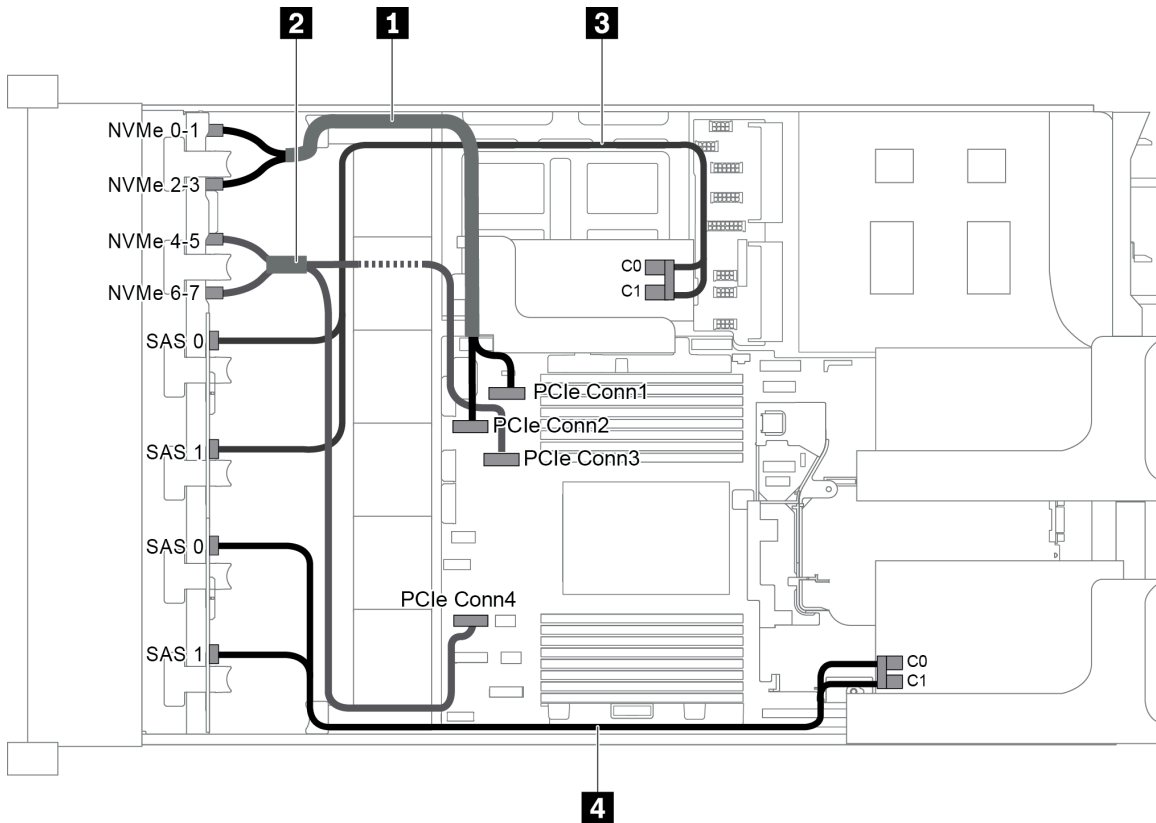 2 1 3
NVMe 0-1
NVMe 2-3
NVMe 4-5
C0
C1
NVMe 6-7
SAS 0
PCIe Conn1
PCIe Conn2
SAS 1
PCIe Conn3
SAS 0
PCIe Conn4
SAS 1
C0
C1
4